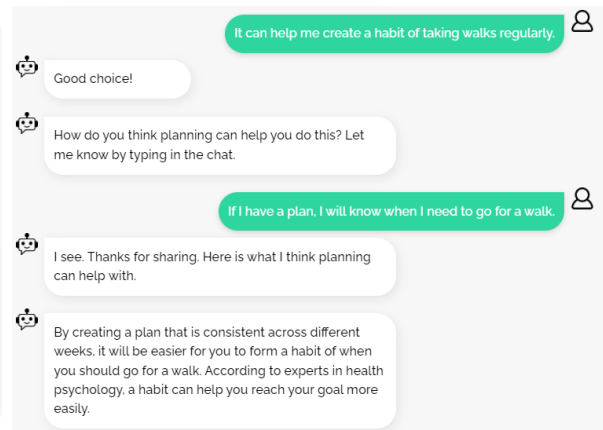 It can help me create a habit of taking walks regularly.
Good choice!
How do you think planning can help you do this? Let
me know by typing in the chat.
If I have a plan, I will know when I need to go for a walk.
I see. Thanks for sharing. Here is what I think planning
can help with.
By creating a plan that is consistent across different
weeks, it will be easier for you to form a habit of when
you should go for a walk. According to experts in health
psychology, a habit can help you reach your goal more
easily.